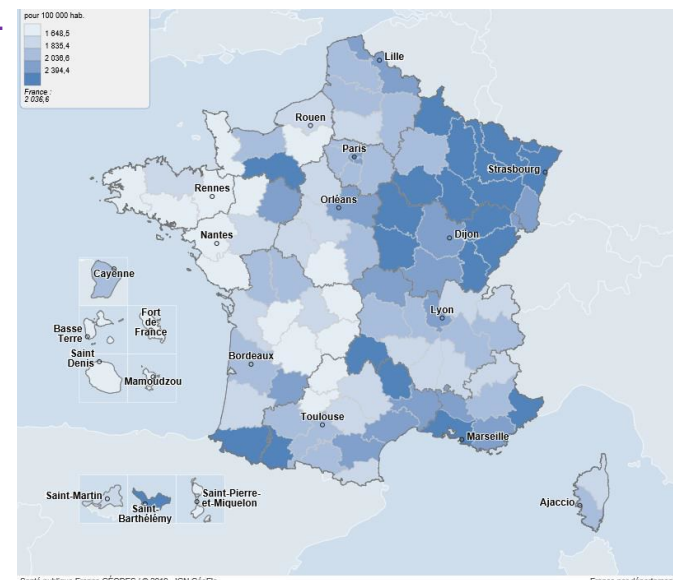 pour 100 000 hab.
1 648,5
1 835,4
2 036,6
2 394,4
France :
2 036,6
Lille
Rouen
Paris
Strasbourg
Rennes
Orléans
Nantes
Dijon
Cayenne
Lyon
Basse
Terre
Fort
de
France
Saint
Denis
Mamoudzou
Bordeaux
Toulouse
Marseille
Saint-Martin
Saint-
Barthélémy
Saint-Pierre-
et-Miquelon
Ajaccio